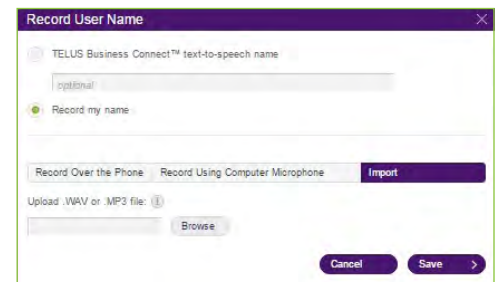 Record User Name
TELUS Business Connect™ text-to-speech name
optional
Record my name
Record Over the Phone Record Using Computer Microphone Import
Upload .WAV or .MP3 file:
Browse
Cancel Save